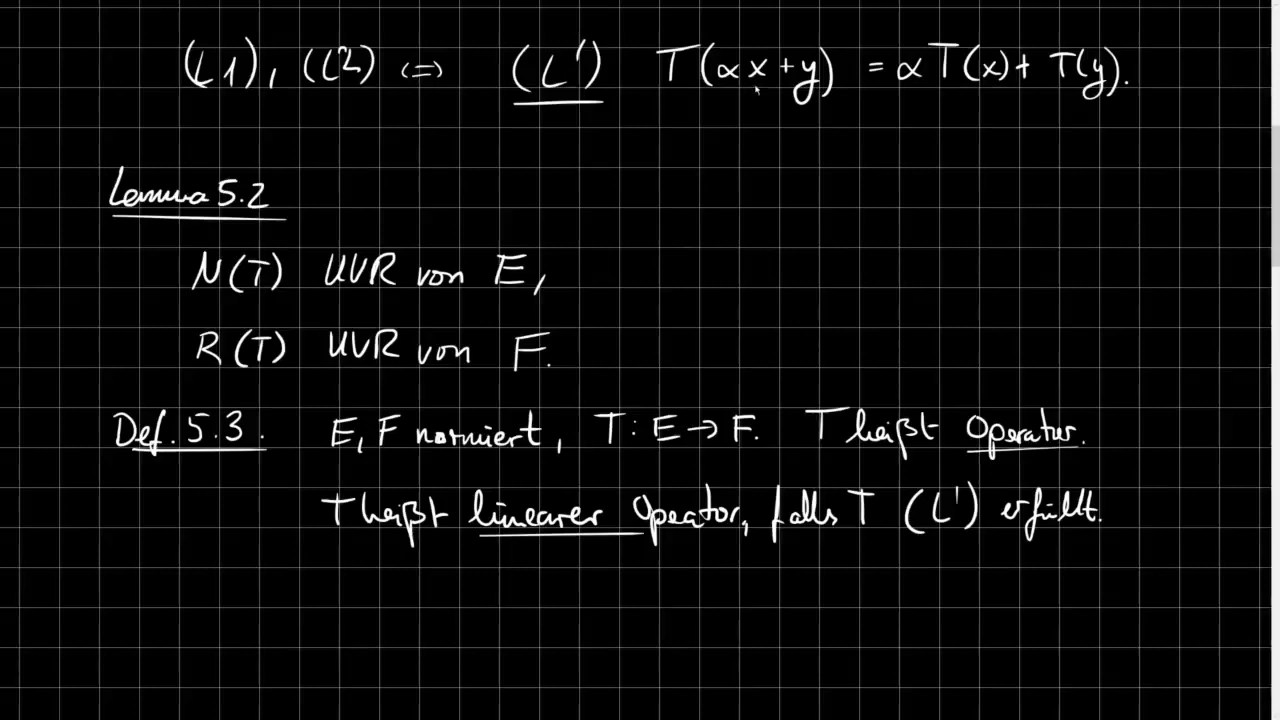 (L1), (L2) ⇔ (L') T(αx+y) = αT(x)+ T(y).
Lemma 5.2
N(T) UVR von E,
R(T) UVR von F.
Def. 5.3. E, F normiert, T: E → F. T heißt Operator.
T heißt linearer Operator, falls T (L') erfüllt.